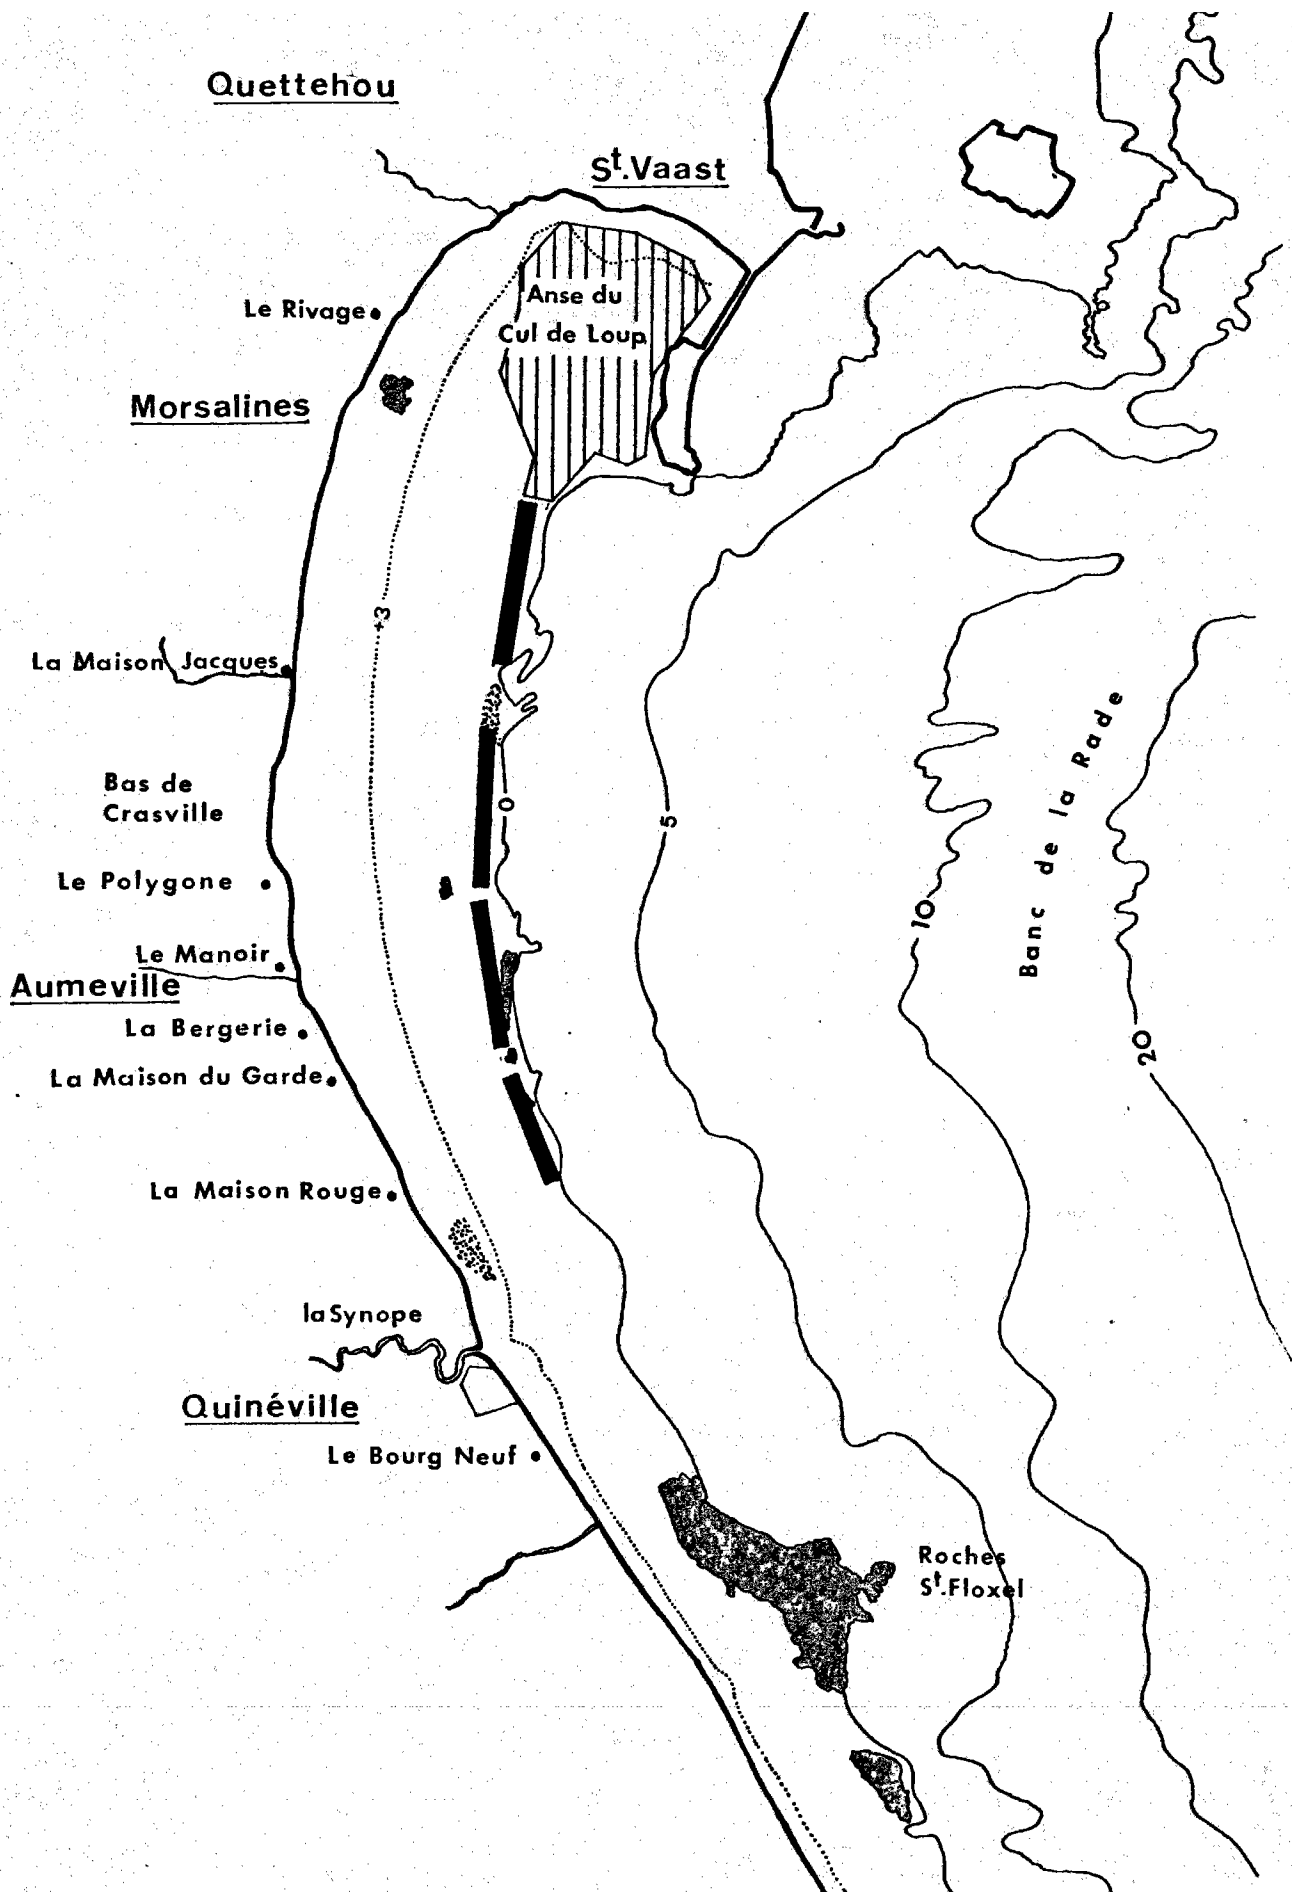 Quettehou
St.Vaast
Anse du
Cul de Loup
Le Rivage
Morsalines
+3
La Maison Jacques
Bas de
Crasville
0
5
Banc de la Rade
Le Polygone
10
Le Manoir
Aumeville
La Bergerie
20
La Maison du Garde
La Maison Rouge
la Synope
Quinéville
Le Bourg Neuf
Roches
St.Floxel